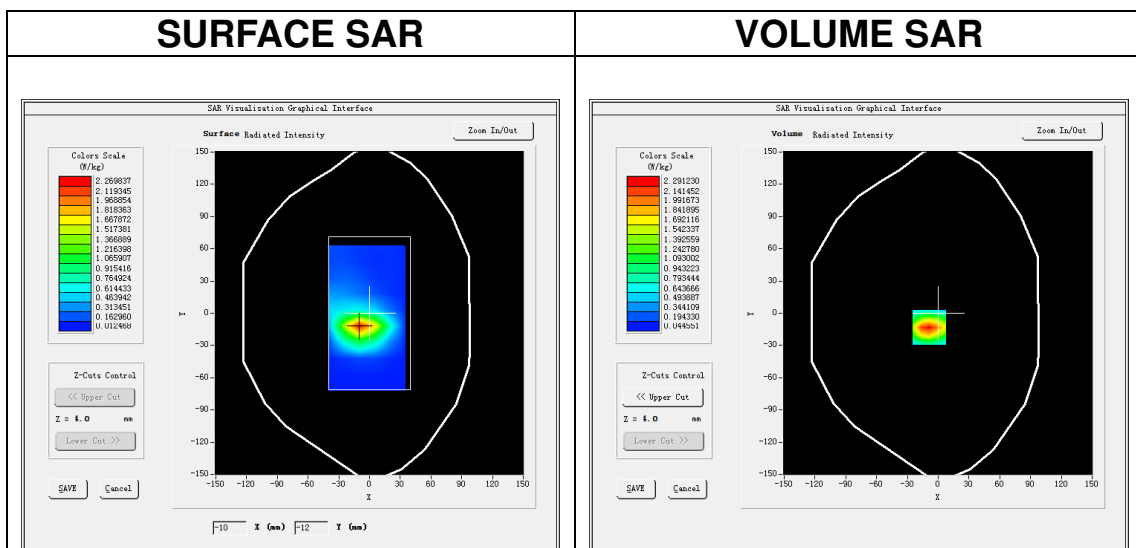 SURFACE SAR
VOLUME SAR
SAR Visualisation Graphical Interface
Surface Radiated Intensity
Zoom In/Out
Colors Scale
(W/kg)
2.269837
2.119345
1.968854
1.818363
1.667872
1.517381
1.366889
1.216398
1.065907
0.915416
0.764924
0.614433
0.463942
0.313451
0.162960
0.012468
Z-Cuts Control
<< Upper Cut
Z = 4.0 mm
Lower Cut >>
SAVE
Cancel
150
120
90
60
30
0
-30
-60
-90
-120
-150
Y
-150 -120 -90 -60 -30 0 30 60 90 120 150
X
-10 X (mm) -12 Y (mm)
SAR Visualisation Graphical Interface
Volume Radiated Intensity
Zoom In/Out
Colors Scale
(W/kg)
2.291230
2.141452
1.991673
1.841895
1.692116
1.542337
1.392559
1.242780
1.093002
0.943223
0.793444
0.643666
0.493887
0.344109
0.194330
0.044551
Z-Cuts Control
<< Upper Cut
Z = 4.0 mm
Lower Cut >>
SAVE
Cancel
150
120
90
60
30
0
-30
-60
-90
-120
-150
Y
-150 -120 -90 -60 -30 0 30 60 90 120 150
X